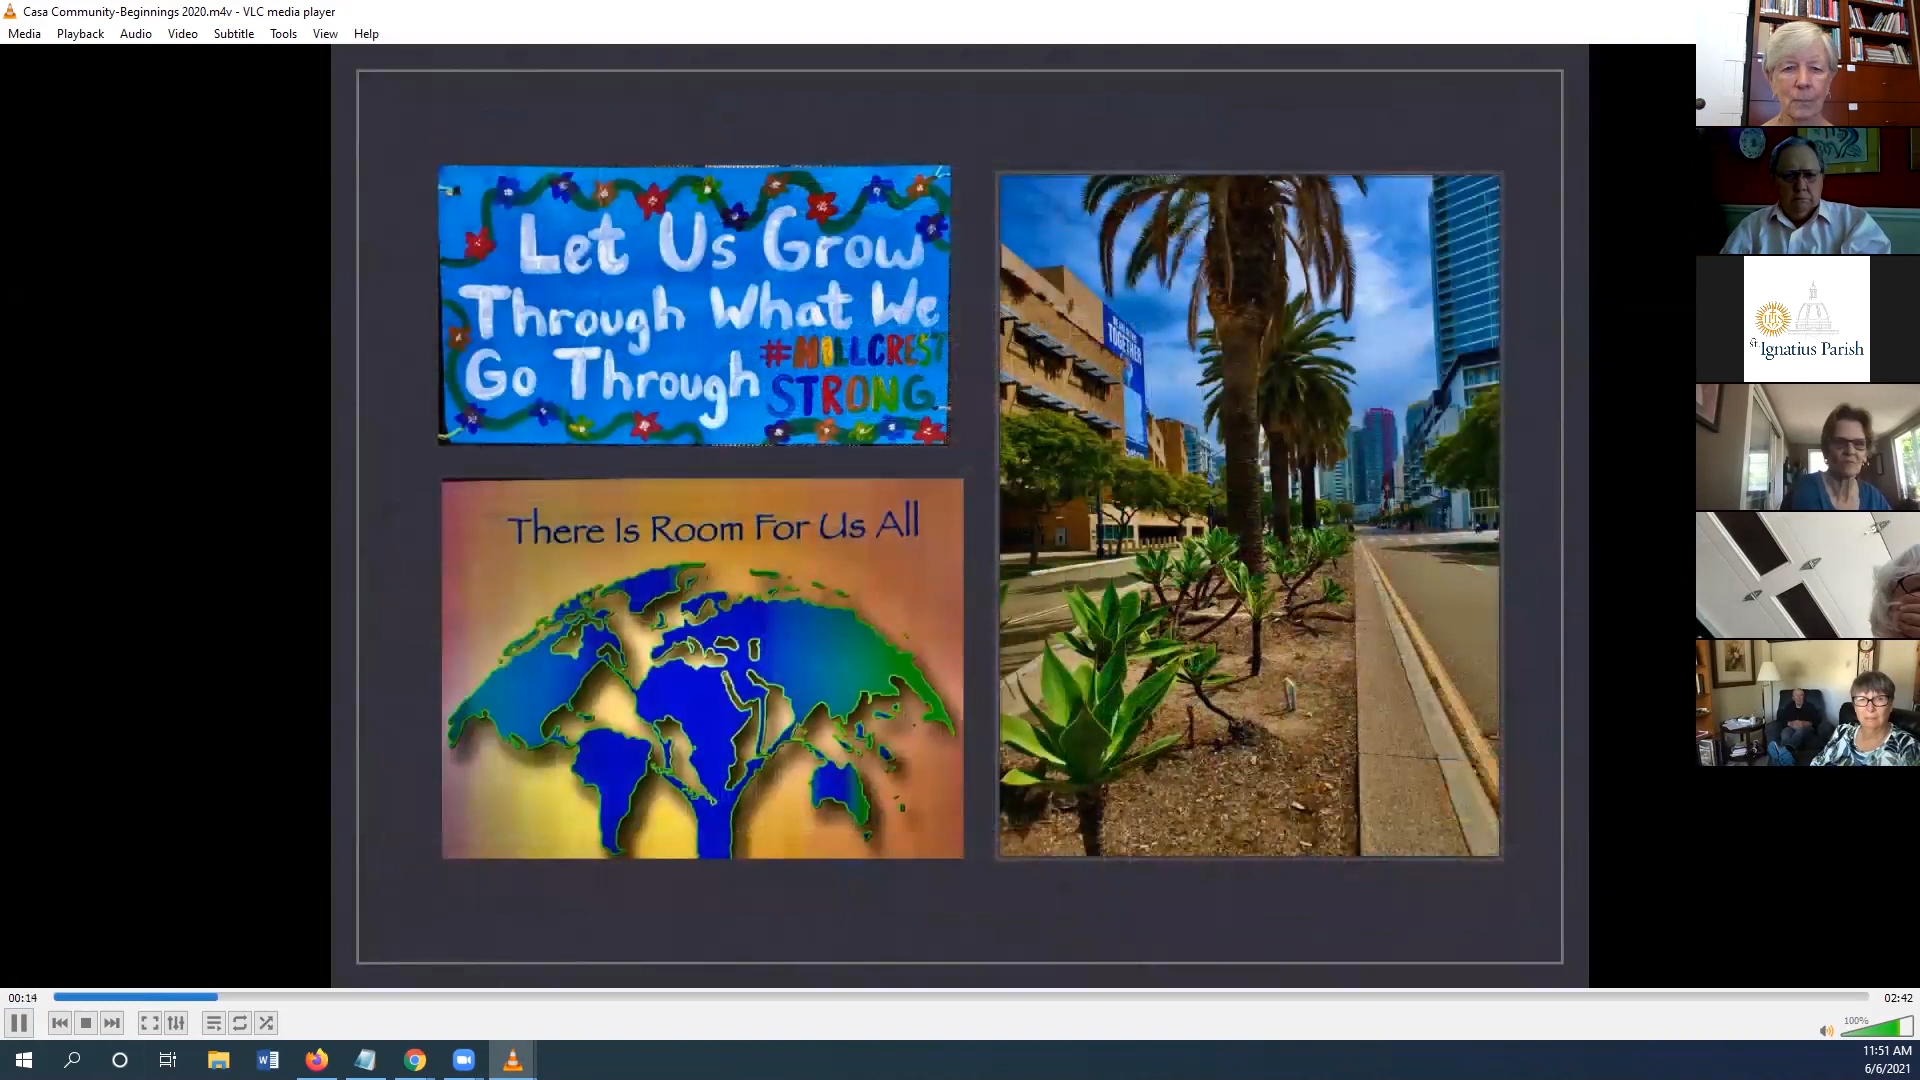 Casa Community-Beginnings 2020.m4v - VLC media player
Media Playback Audio Video Subtitle Tools View Help
Let Us Grow
Through What We
Go Through
#HILLCREST
STRONG
TOGETHER
There Is Room For Us All
IHS
St. Ignatius Parish
00:14
02:42
100%
11:51 AM
6/6/2021